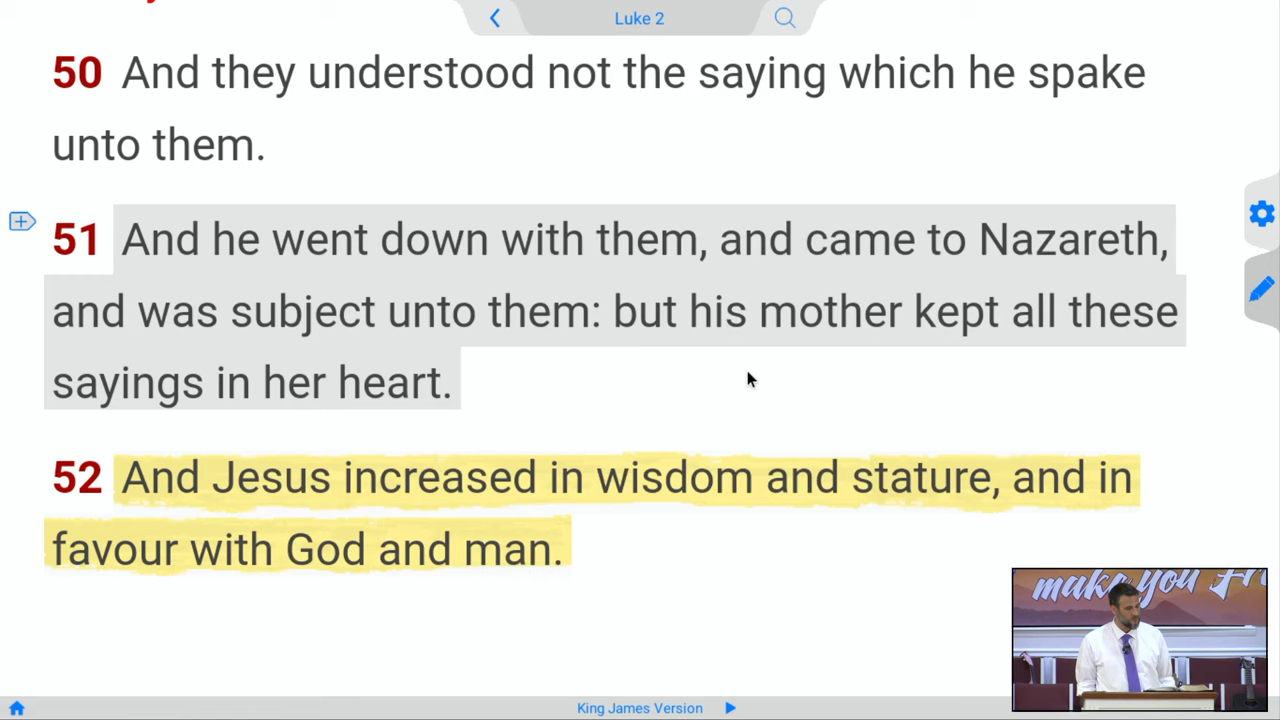 Luke 2
50 And they understood not the saying which he spake
unto them.
51 And he went down with them, and came to Nazareth,
and was subject unto them: but his mother kept all these
sayings in her heart.
52 And Jesus increased in wisdom and stature, and in
favour with God and man.
make you
King James Version